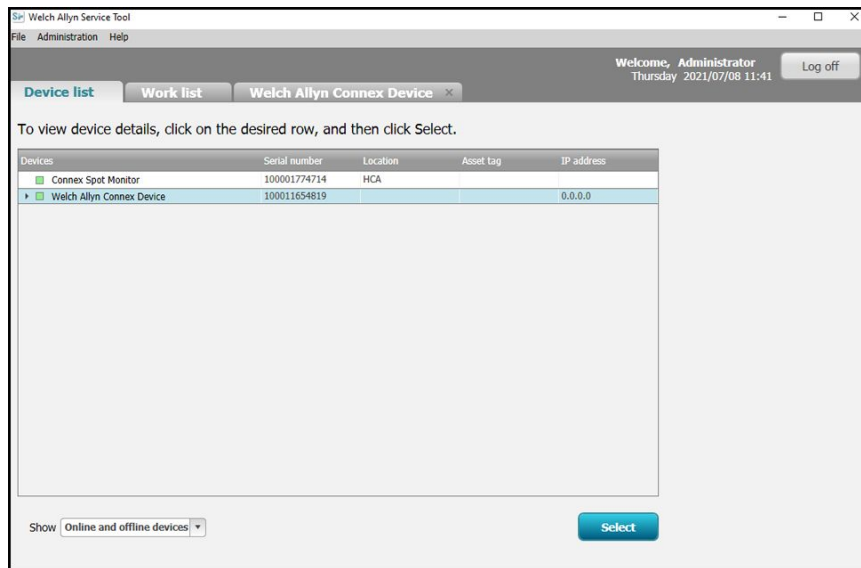 Welch Allyn Service Tool
File Administration Help
Welcome, Administrator
Thursday 2021/07/08 11:41
Log off
Device list Work list Welch Allyn Connex Device ×
To view device details, click on the desired row, and then click Select.
Devices Serial number Location Asset tag IP address
Connex Spot Monitor 100001774714 HCA
Welch Allyn Connex Device 100011654819 0.0.0.0
Show Online and offline devices
Select